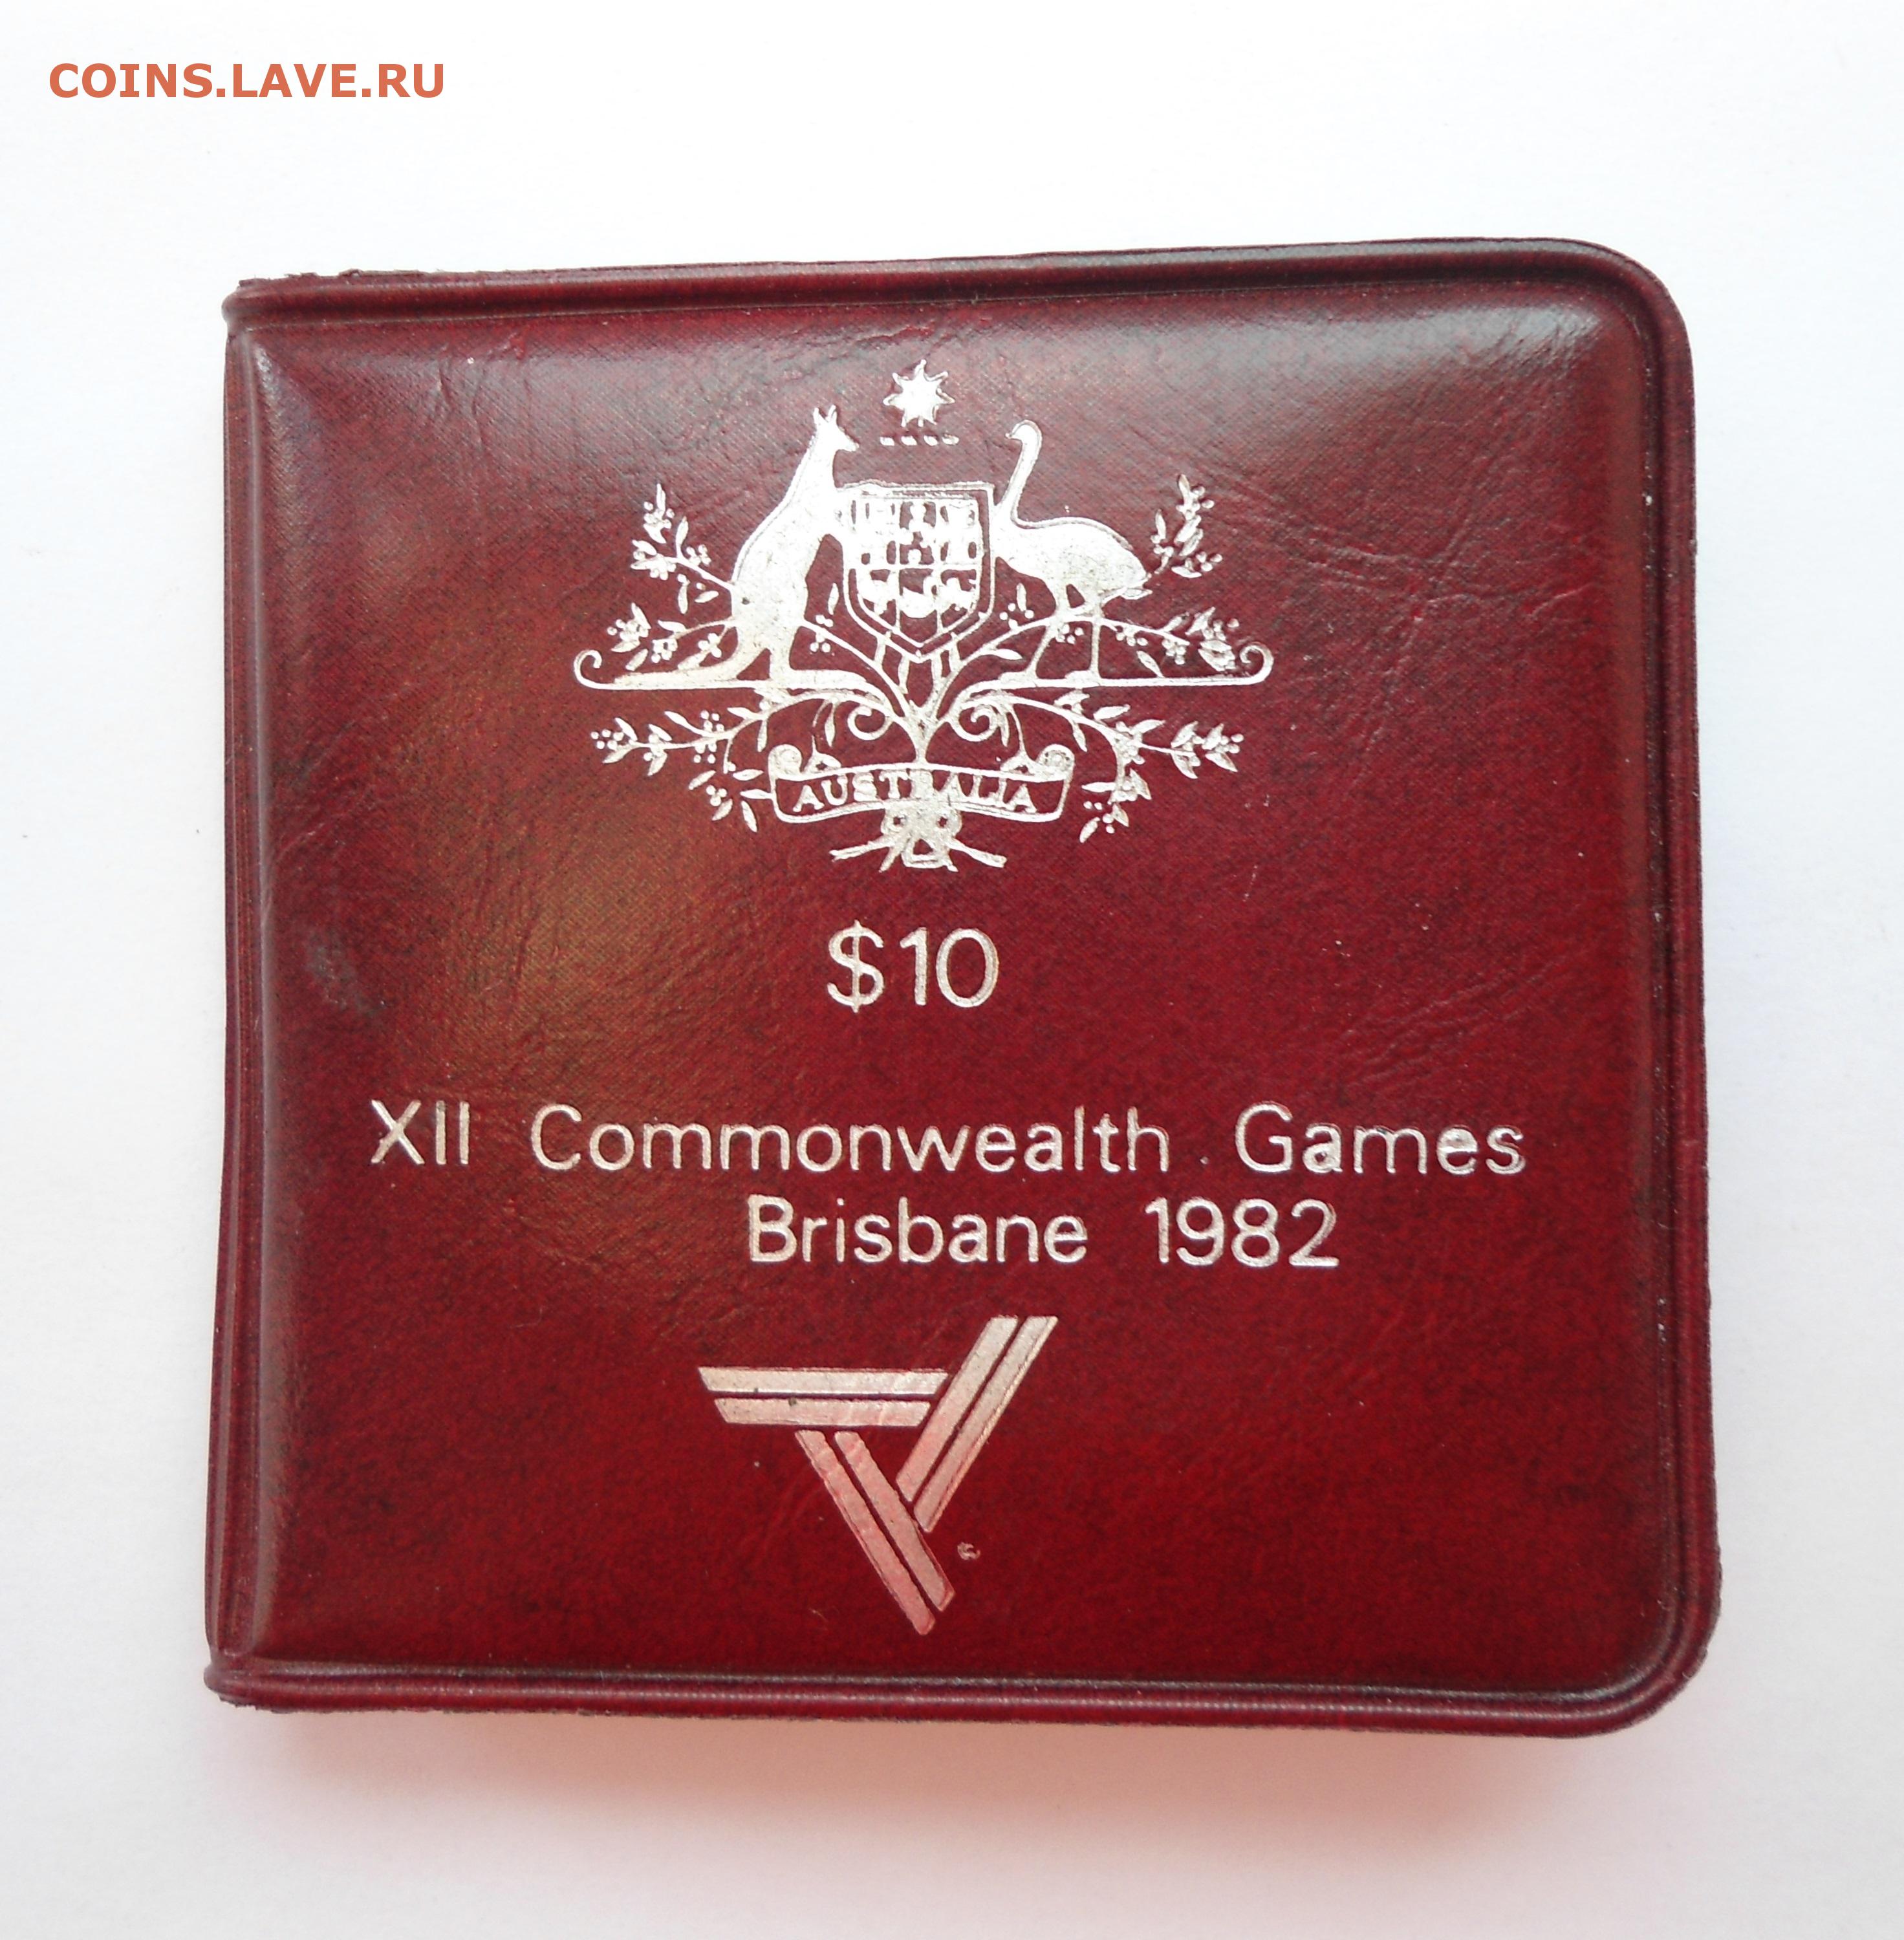 COINS.LAVE.RU
AUSTRALIA
$10
XII Commonwealth Games
Brisbane 1982